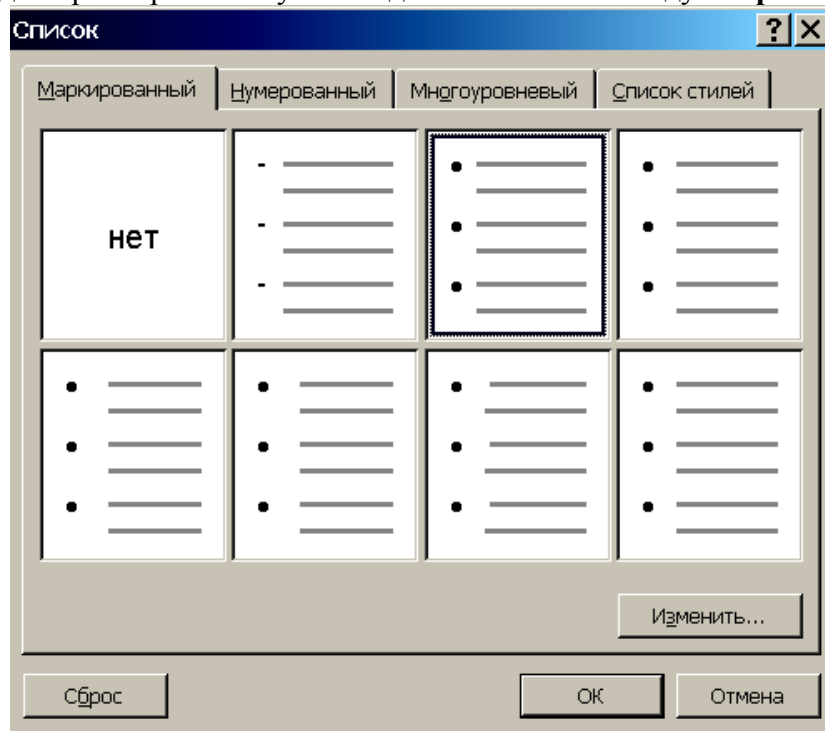 Список
Маркированный Нумерованный Многоуровневый Список стилей
нет
Изменить...
Сброс ОК Отмена